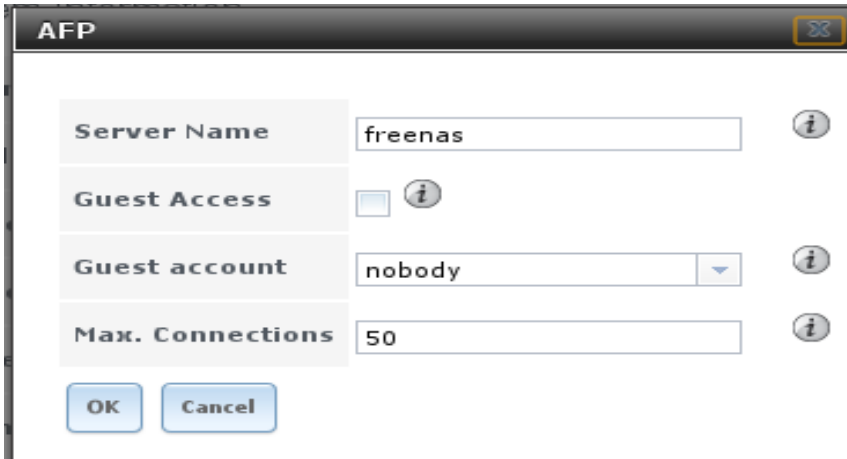 AFP
Server Name
freenas
Guest Access
Guest account
nobody
Max. Connections
50
OK
Cancel